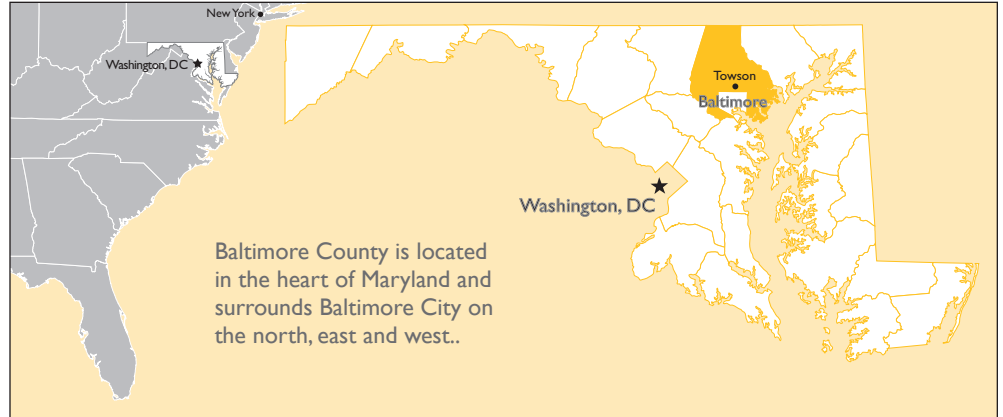 New York
Washington, DC
Towson
Baltimore
Washington, DC
Baltimore County is located
in the heart of Maryland and
surrounds Baltimore City on
the north, east and west..